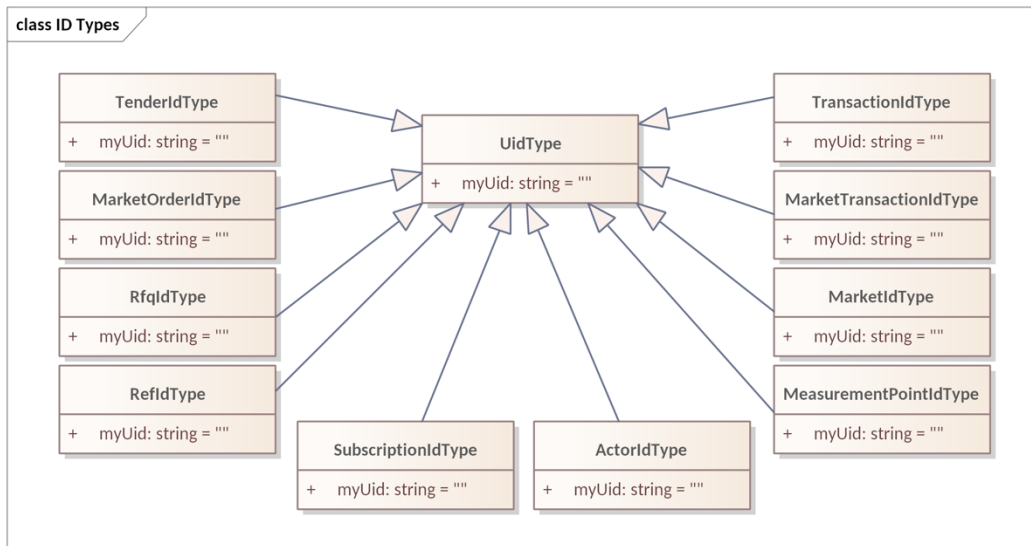 class ID Types
TenderIdType
+ myUid: string = ""
MarketOrderIdType
+ myUid: string = ""
RfqIdType
+ myUid: string = ""
RefIdType
+ myUid: string = ""
UidType
+ myUid: string = ""
SubscriptionIdType
+ myUid: string = ""
ActorIdType
+ myUid: string = ""
TransactionIdType
+ myUid: string = ""
MarketTransactionIdType
+ myUid: string = ""
MarketIdType
+ myUid: string = ""
MeasurementPointIdType
+ myUid: string = ""